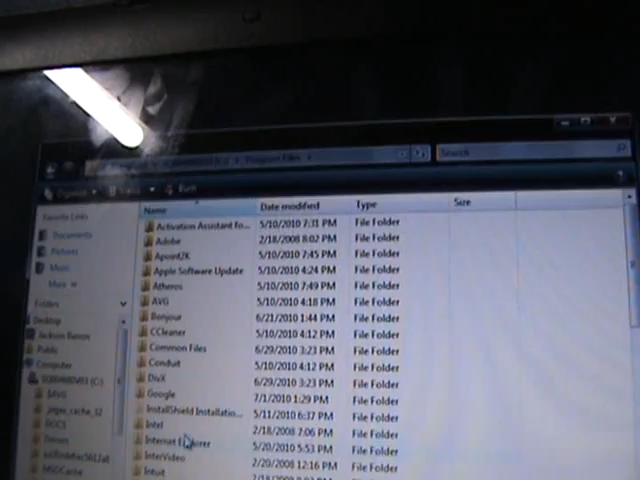 Program Files
Search
Burn
Favorite Links
Documents
Pictures
Music
More
Folders
Desktop
Public
Computer
Name Date modified Type Size
Activation Assistant fo... 5/10/2010 7:31 PM File Folder
Adobe 2/18/2008 8:02 PM File Folder
Apoint2K 5/10/2010 7:45 PM File Folder
Apple Software Update 5/10/2010 4:24 PM File Folder
Atheros 5/10/2010 7:49 PM File Folder
AVG 5/10/2010 4:18 PM File Folder
Bonjour 6/21/2010 1:44 PM File Folder
CCleaner 5/10/2010 4:12 PM File Folder
Common Files 6/29/2010 3:23 PM File Folder
Conduit 5/10/2010 4:12 PM File Folder
DivX 6/29/2010 3:23 PM File Folder
Google 7/1/2010 1:29 PM File Folder
InstallShield Installatio... 5/11/2010 6:37 PM File Folder
Intel 2/18/2008 7:06 PM File Folder
Internet Explorer 5/20/2010 5:53 PM File Folder
InterVideo 2/20/2008 12:16 PM File Folder
Intuit File Folder